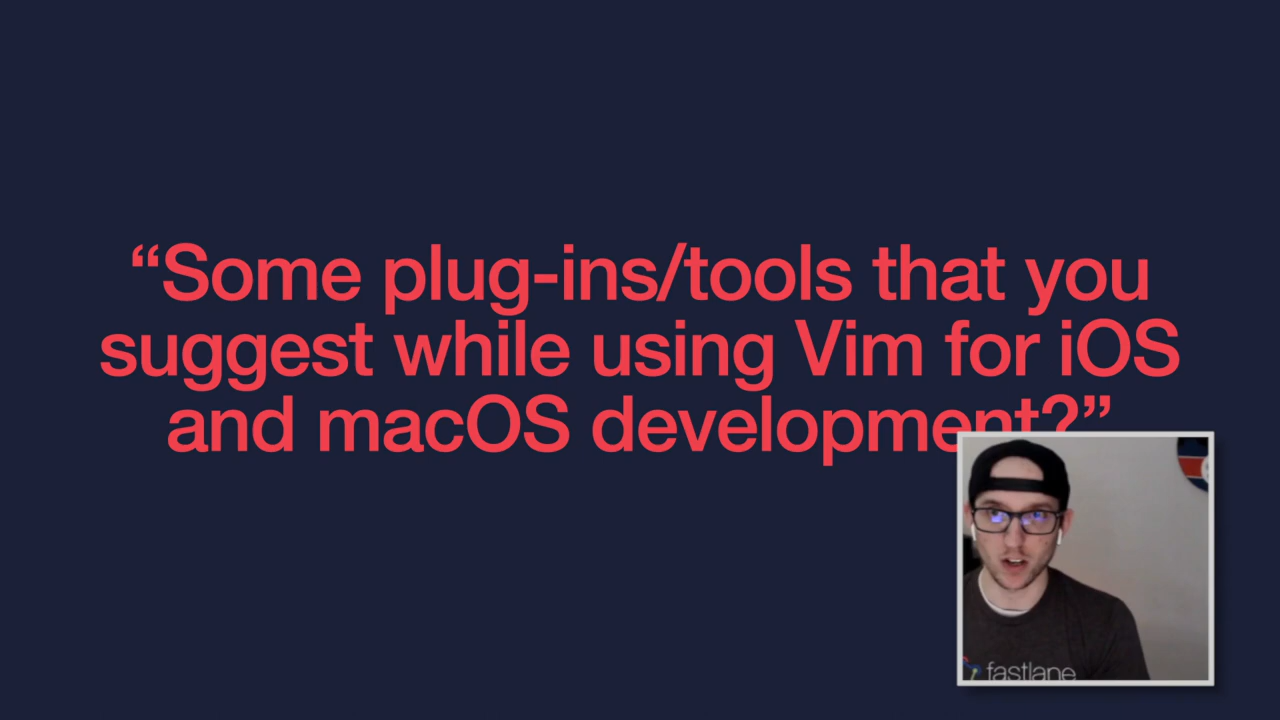 “Some plug-ins/tools that you
suggest while using Vim for iOS
and macOS development?”
fastlane